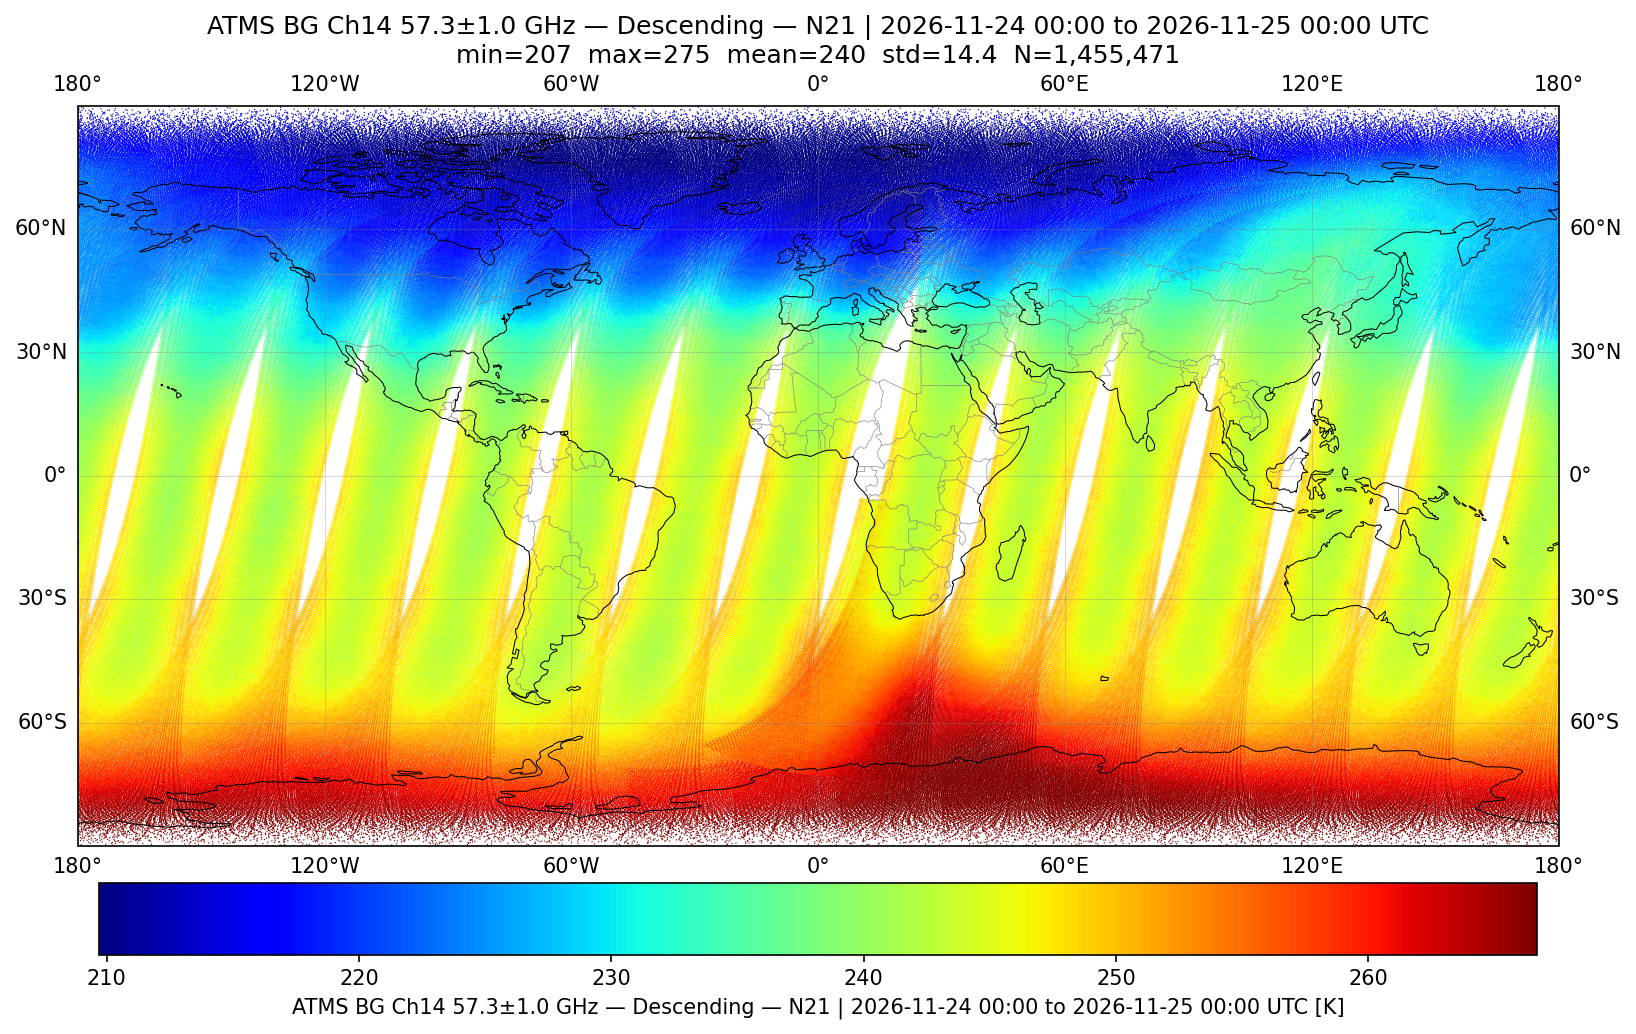 ATMS BG Ch14 57.3±1.0 GHz — Descending — N21 | 2026-11-24 00:00 to 2026-11-25 00:00 UTC
min=207 max=275 mean=240 std=14.4 N=1,455,471
180° 120°W 60°W 0° 60°E 120°E 180°
60°N 60°N
30°N 30°N
0° 0°
30°S 30°S
60°S 60°S
180° 120°W 60°W 0° 60°E 120°E 180°
210 220 230 240 250 260
ATMS BG Ch14 57.3±1.0 GHz — Descending — N21 | 2026-11-24 00:00 to 2026-11-25 00:00 UTC [K]